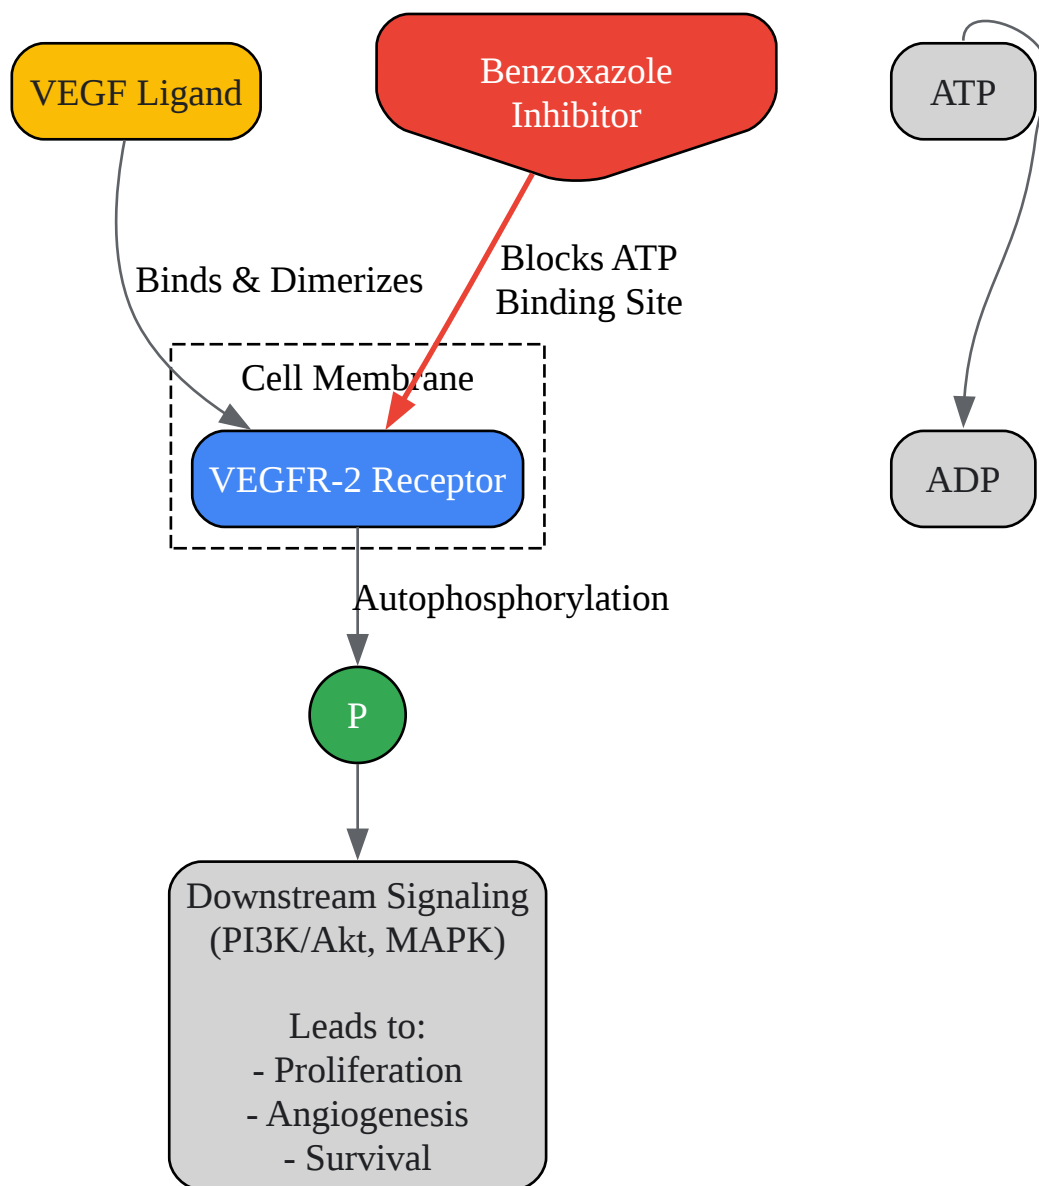 VEGF Ligand
Benzoxazole
Inhibitor
ATP
Binds & Dimerizes
Blocks ATP
Binding Site
Cell Membrane
VEGFR-2 Receptor
ADP
Autophosphorylation
P
Downstream Signaling
(PI3K/Akt, MAPK)
Leads to:
- Proliferation
- Angiogenesis
- Survival